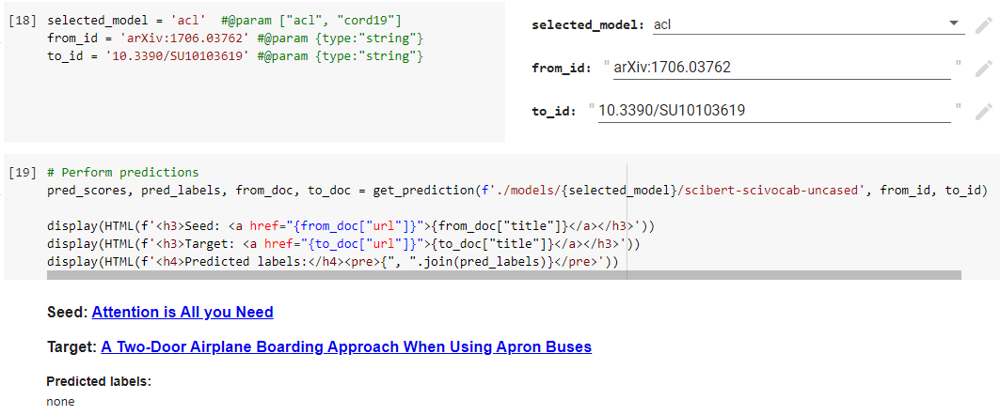 [18] selected_model = 'acl'  #@param ["acl", "cord19"]
from_id = 'arXiv:1706.03762' #@param {type:"string"}
to_id = '10.3390/SU10103619' #@param {type:"string"}
selected_model: acl
from_id: " arXiv:1706.03762 "
to_id: " 10.3390/SU10103619 "
[19] # Perform predictions
pred_scores, pred_labels, from_doc, to_doc = get_prediction(f'./models/{selected_model}/scibert-scivocab-uncased', from_id, to_id)
display(HTML(f'<h3>Seed: <a href="{from_doc["url"]}">{from_doc["title"]}</a></h3>'))
display(HTML(f'<h3>Target: <a href="{to_doc["url"]}">{to_doc["title"]}</a></h3>'))
display(HTML(f'<h4>Predicted labels:</h4><pre>{", ".join(pred_labels)}</pre>'))
Seed: Attention is All you Need
Target: A Two-Door Airplane Boarding Approach When Using Apron Buses
Predicted labels:
none